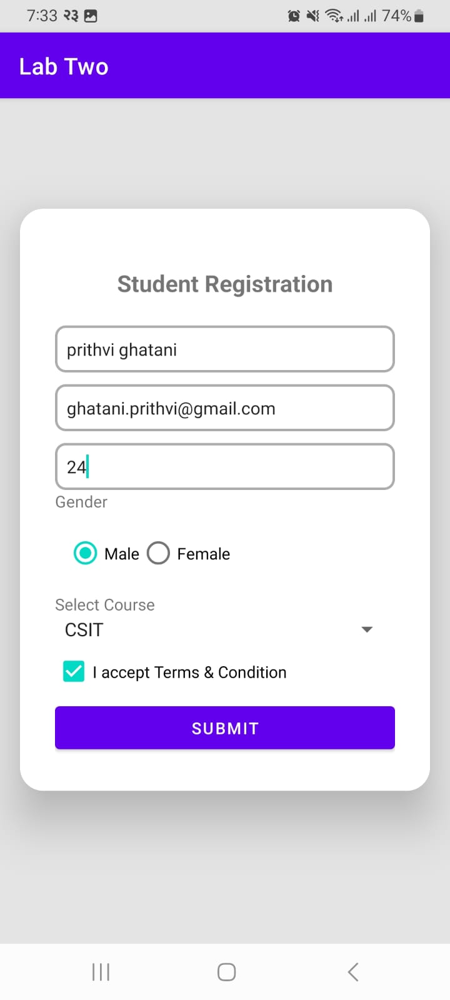 7:33 २३ 74%
Lab Two
Student Registration
prithvi ghatani
ghatani.prithvi@gmail.com
24
Gender
Male Female
Select Course
CSIT
I accept Terms & Condition
SUBMIT